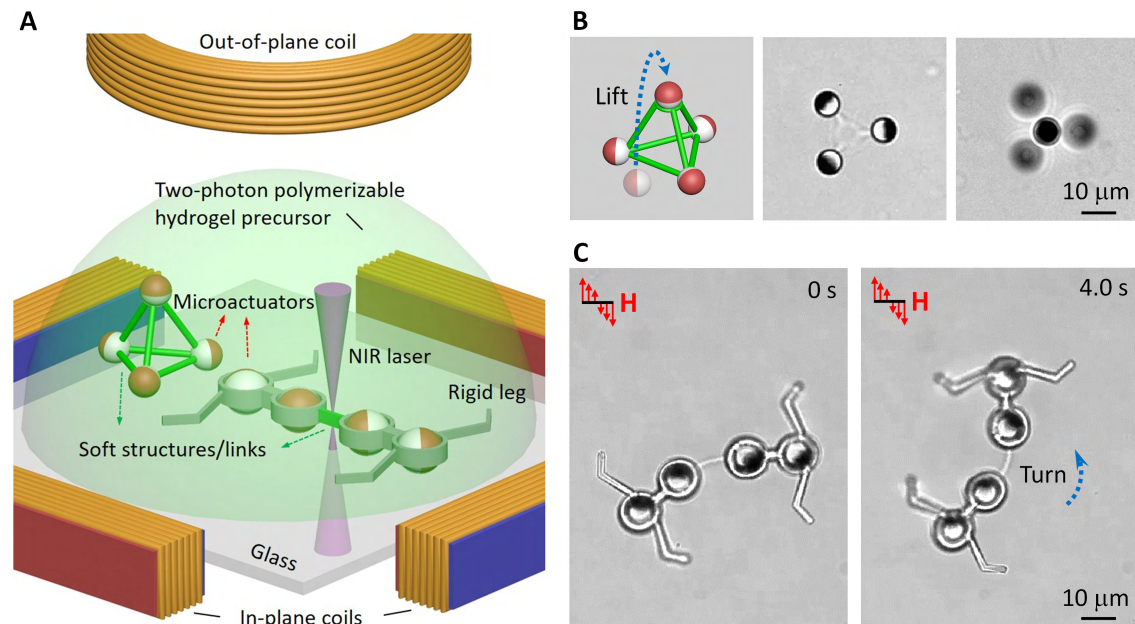 A
Out-of-plane coil
Two-photon polymerizable
hydrogel precursor
Microactuators
NIR laser
Rigid leg
Soft structures/links
Glass
In-plane coils
B
Lift
10 μm
C
H
0 s
H
4.0 s
Turn
10 μm